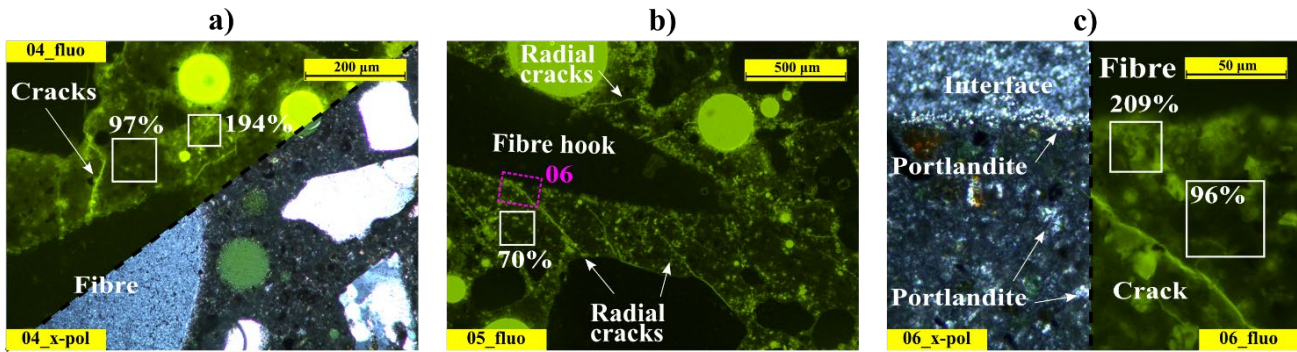 a)
04_fluo
200 µm
Cracks
97%
194%
Fibre
04_x-pol
b)
Radial
cracks
500 µm
Fibre hook
06
70%
Radial
cracks
05_fluo
c)
Interface
Portlandite
Portlandite
06_x-pol
Fibre
50 µm
209%
96%
Crack
06_fluo